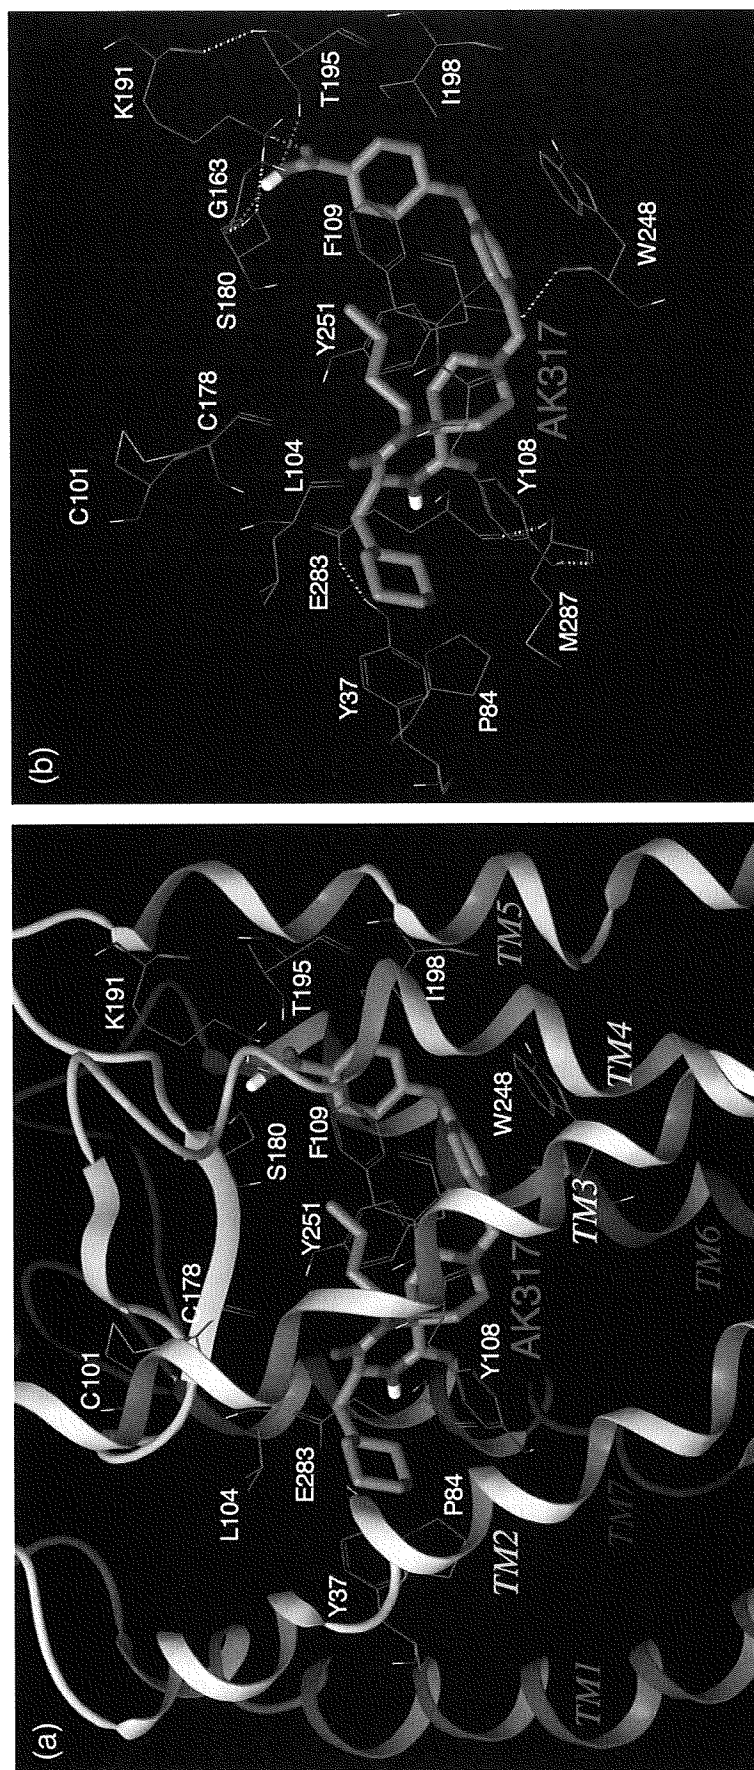 (a)
K191
C101
C178
S180
T195
L104
Y251
F109
E283
I198
Y37
TM5
P84
Y108
W248
TM2
AK317
TM3
TM4
TM1
TM7
TM6
(b)
K191
C101
G163
C178
S180
T195
L104
Y251
F109
I198
E283
Y37
Y108
P84
AK317
W248
M287